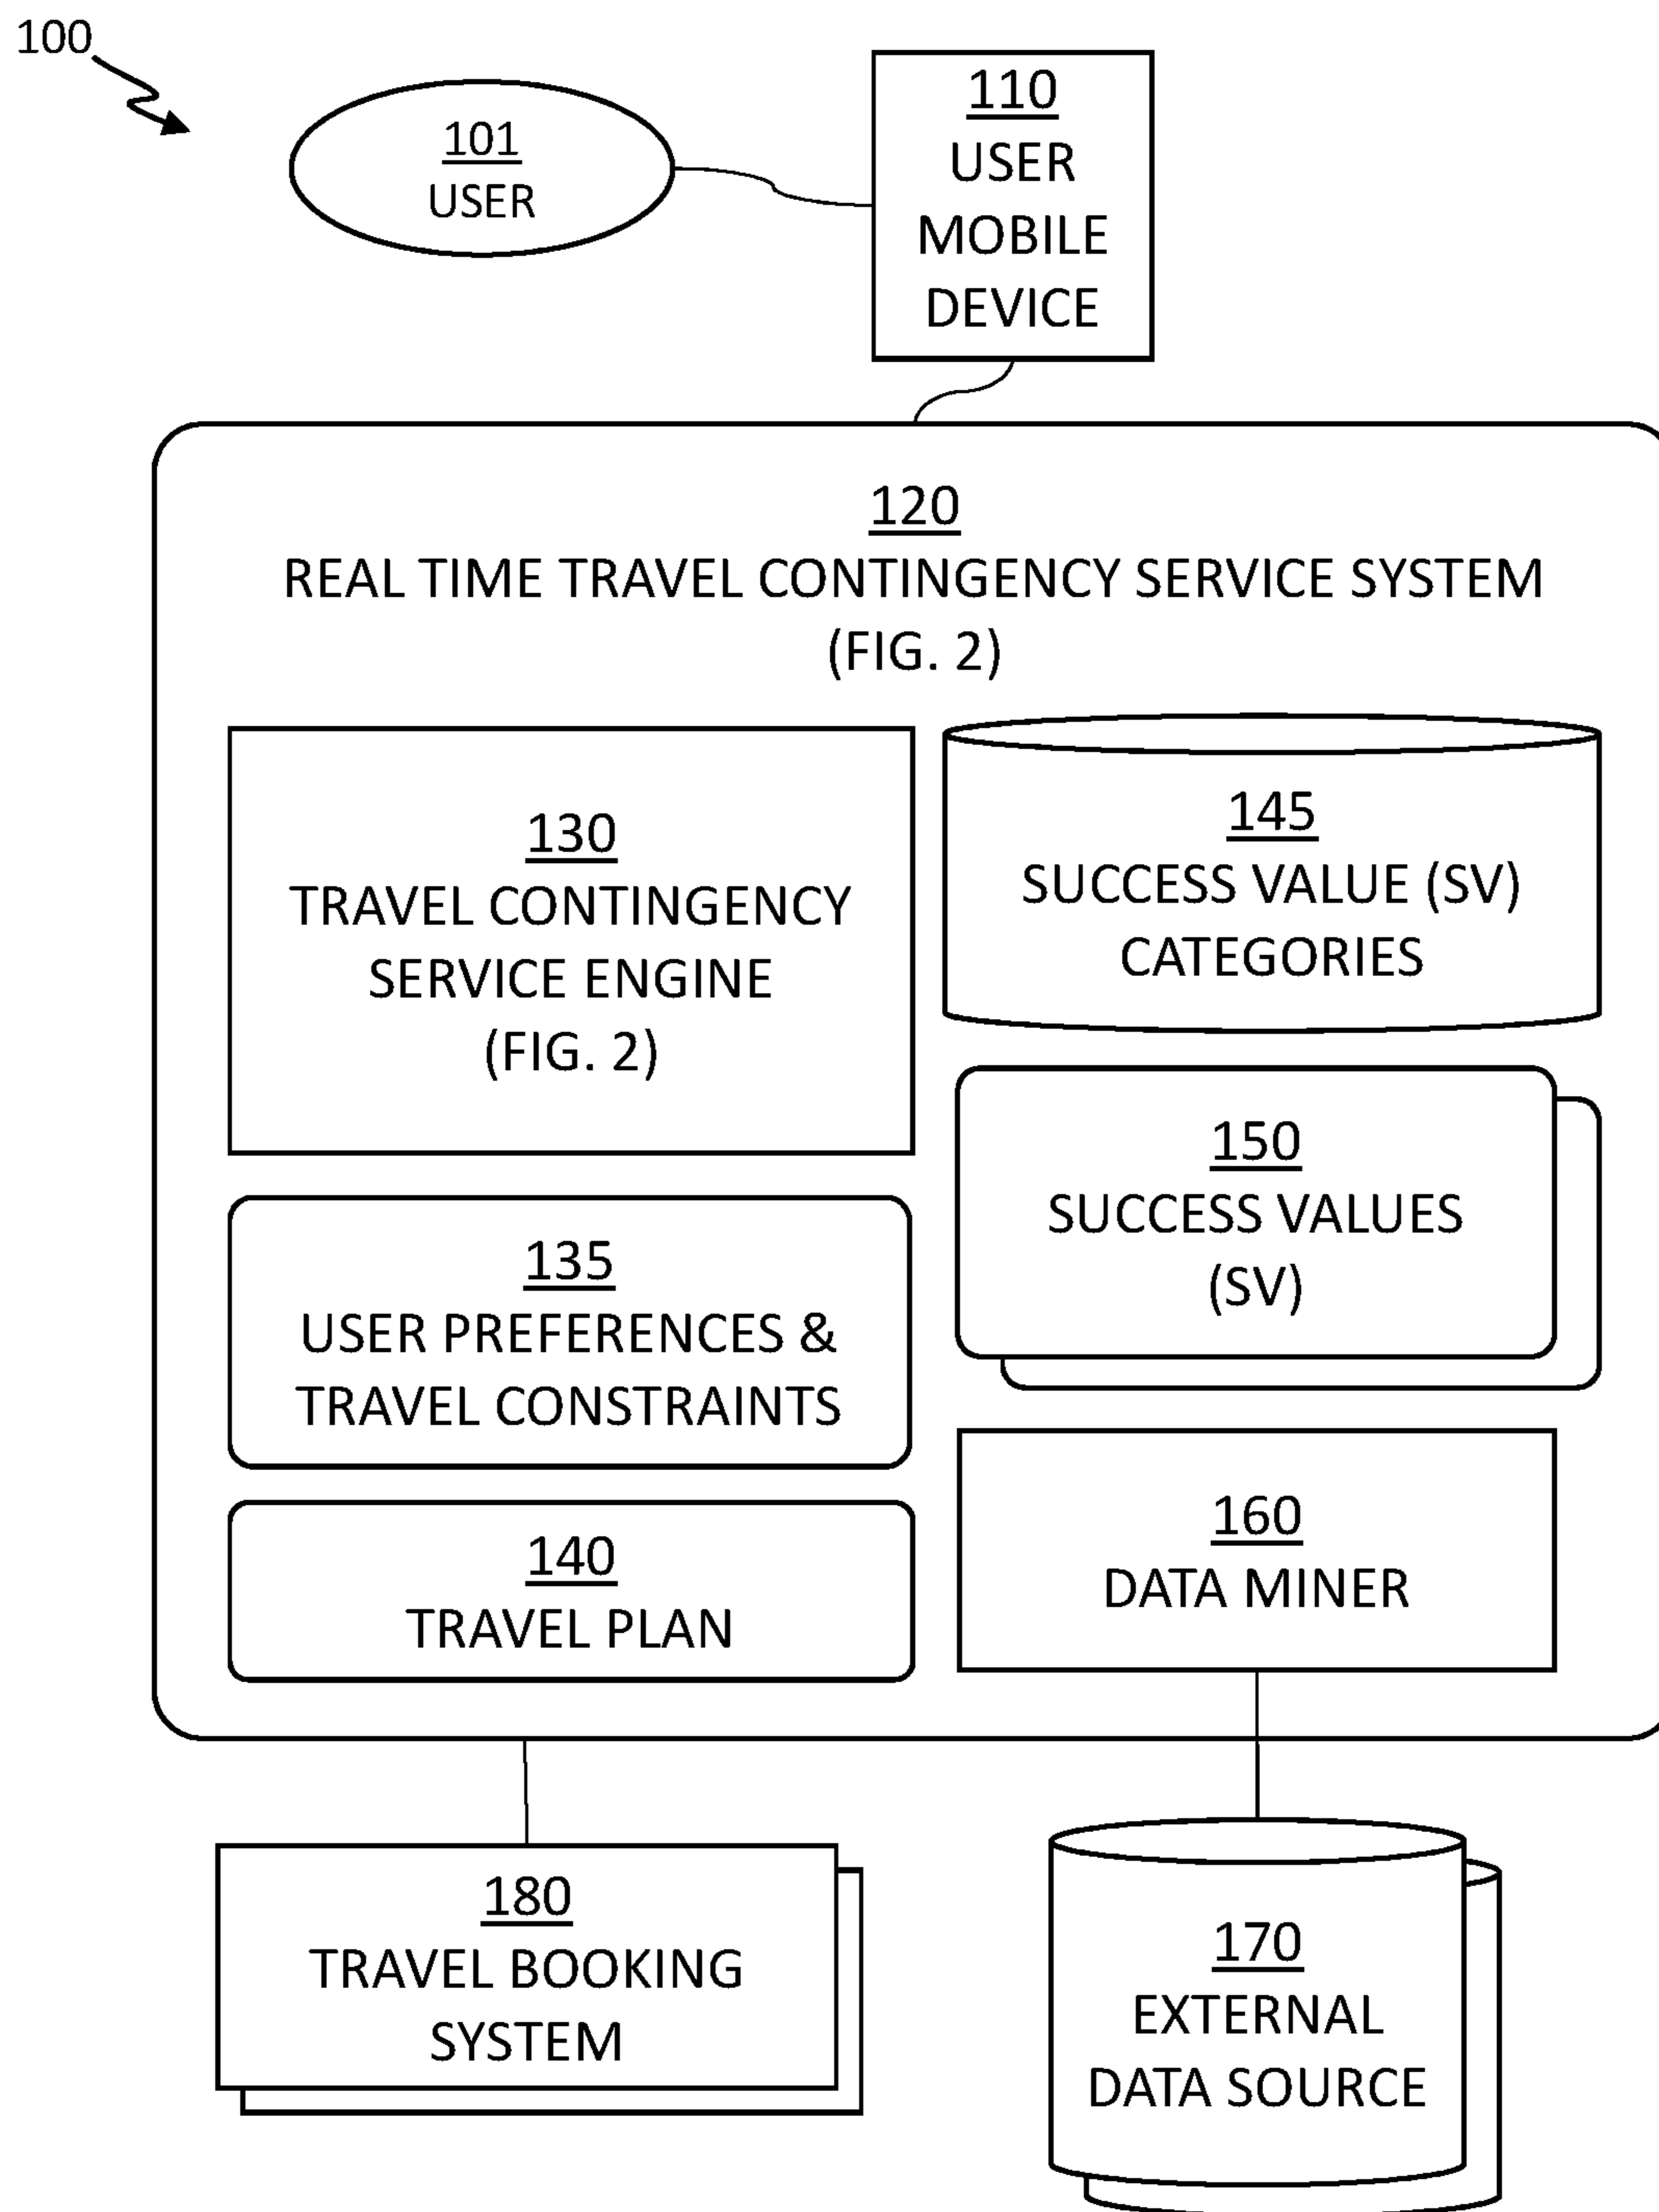 100
101
USER
110
USER
MOBILE
DEVICE
120
REAL TIME TRAVEL CONTINGENCY SERVICE SYSTEM
(FIG. 2)
130
TRAVEL CONTINGENCY
SERVICE ENGINE
(FIG. 2)
145
SUCCESS VALUE (SV)
CATEGORIES
135
USER PREFERENCES &
TRAVEL CONSTRAINTS
150
SUCCESS VALUES
(SV)
140
TRAVEL PLAN
160
DATA MINER
180
TRAVEL BOOKING
SYSTEM
170
EXTERNAL
DATA SOURCE